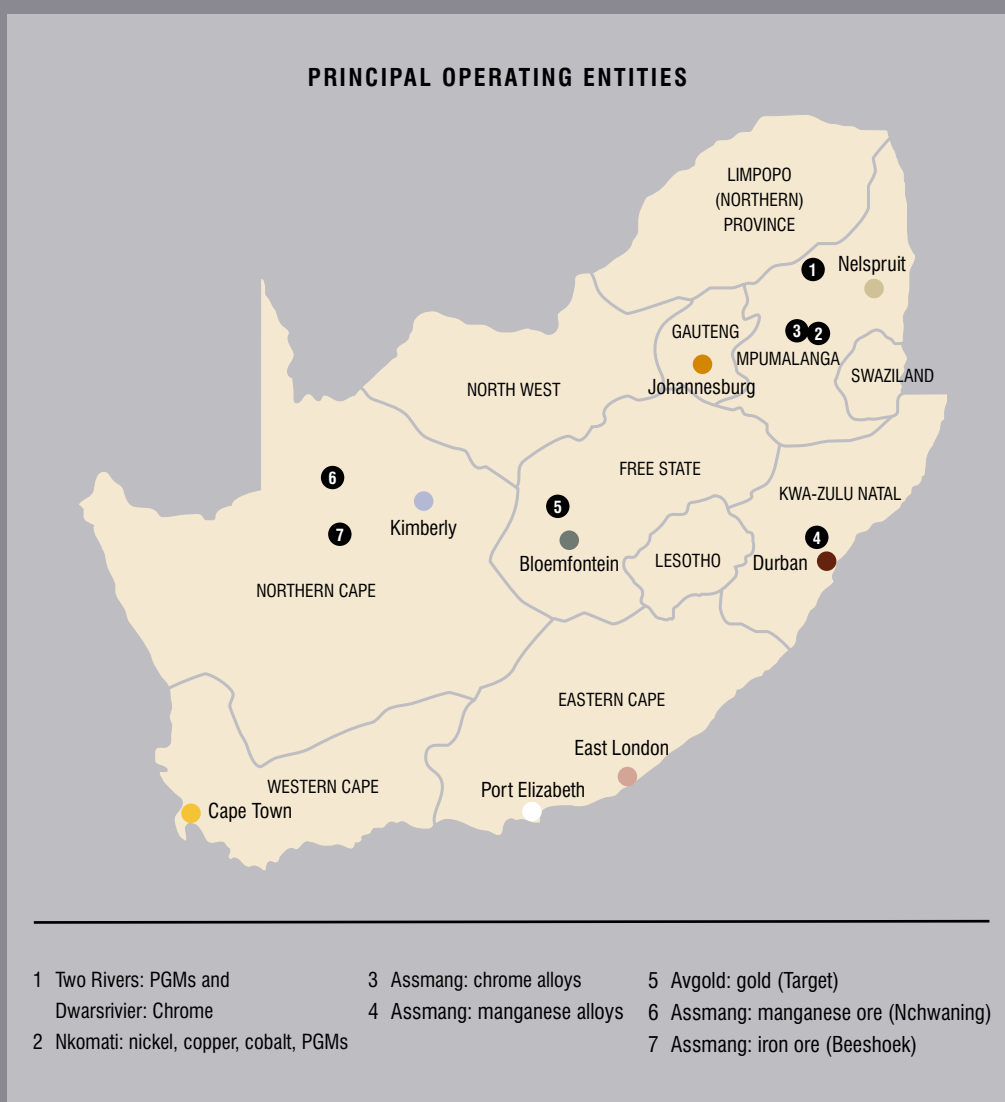 PRINCIPAL OPERATING ENTITIES
LIMPOPO
(NORTHERN)
PROVINCE
1
Nelspruit
GAUTENG
3
2
MPUMALANGA
SWAZILAND
Johannesburg
NORTH WEST
FREE STATE
6
KWA-ZULU NATAL
5
Kimberly
7
4
Bloemfontein
LESOTHO
Durban
NORTHERN CAPE
EASTERN CAPE
East London
WESTERN CAPE
Port Elizabeth
Cape Town
1 Two Rivers: PGMs and
Dwarsrivier: Chrome
2 Nkomati: nickel, copper, cobalt, PGMs
3 Assmang: chrome alloys
4 Assmang: manganese alloys
5 Avgold: gold (Target)
6 Assmang: manganese ore (Nchwaning)
7 Assmang: iron ore (Beeshoek)